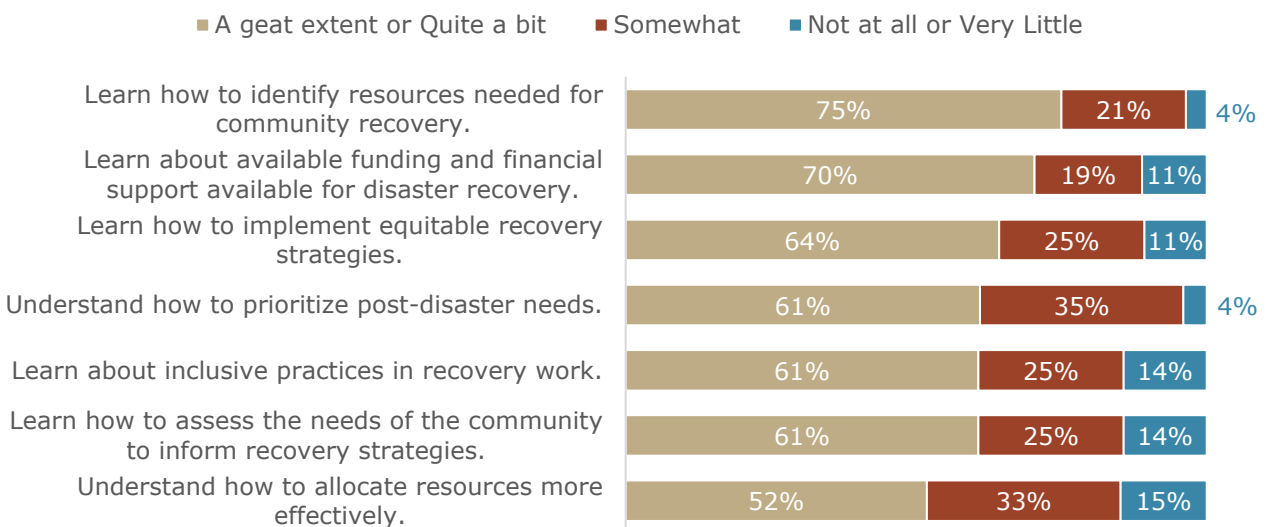 A geat extent or Quite a bit Somewhat Not at all or Very Little
Learn how to identify resources needed for
community recovery.
75% 21% 4%
Learn about available funding and financial
support available for disaster recovery.
70% 19% 11%
Learn how to implement equitable recovery
strategies.
64% 25% 11%
Understand how to prioritize post-disaster needs.
61% 35% 4%
Learn about inclusive practices in recovery work.
61% 25% 14%
Learn how to assess the needs of the community
to inform recovery strategies.
61% 25% 14%
Understand how to allocate resources more
effectively.
52% 33% 15%